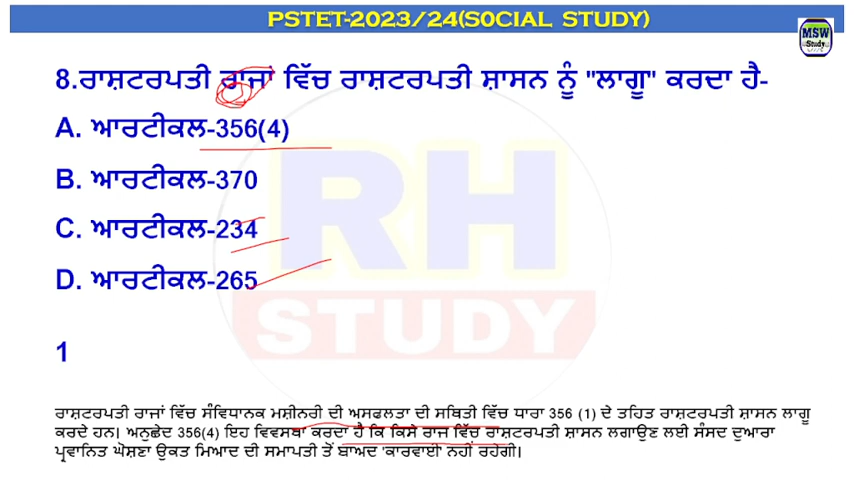 PSTET-2023/24(SOCIAL STUDY)
MSW
Study
8.ਰਾਸ਼ਟਰਪਤੀ ਰਾਜਾਂ ਵਿੱਚ ਰਾਸ਼ਟਰਪਤੀ ਸ਼ਾਸਨ ਨੂੰ "ਲਾਗੂ" ਕਰਦਾ ਹੈ-
A. ਆਰਟੀਕਲ-356(4)
B. ਆਰਟੀਕਲ-370
C. ਆਰਟੀਕਲ-234
D. ਆਰਟੀਕਲ-265
RH
STUDY
1
ਰਾਸ਼ਟਰਪਤੀ ਰਾਜਾਂ ਵਿੱਚ ਸੰਵਿਧਾਨਕ ਮਸ਼ੀਨਰੀ ਦੀ ਅਸਫਲਤਾ ਦੀ ਸਥਿਤੀ ਵਿੱਚ ਧਾਰਾ 356 (1) ਦੇ ਤਹਿਤ ਰਾਸ਼ਟਰਪਤੀ ਸ਼ਾਸਨ ਲਾਗੂ
ਕਰਦੇ ਹਨ। ਅਨੁਛੇਦ 356(4) ਇਹ ਵਿਵਸਥਾ ਕਰਦਾ ਹੈ ਕਿ ਕਿਸੇ ਰਾਜ ਵਿੱਚ ਰਾਸ਼ਟਰਪਤੀ ਸ਼ਾਸਨ ਲਗਾਉਣ ਲਈ ਸੰਸਦ ਦੁਆਰਾ
ਪ੍ਰਵਾਨਿਤ ਘੋਸ਼ਣਾ ਉਕਤ ਮਿਆਦ ਦੀ ਸਮਾਪਤੀ ਤੋਂ ਬਾਅਦ 'ਕਾਰਵਾਈ' ਨਹੀਂ ਰਹੇਗੀ।